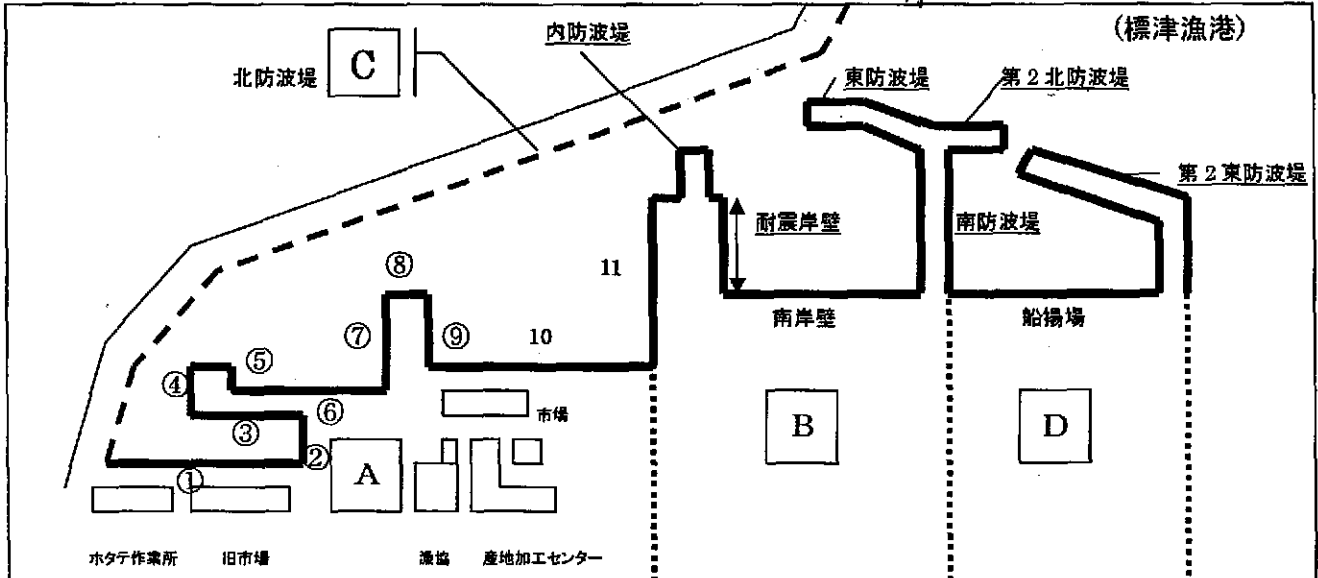 (標津漁港)
内防波堤
北防波堤
C
東防波堤
第2北防波堤
第2東防波堤
耐震岸壁
南防波堤
⑧
11
⑦
⑨
10
南岸壁
船揚場
⑤
④
⑥
③
②
①
市場
A
B
D
ホタテ作業所
旧市場
漁協
産地加工センター